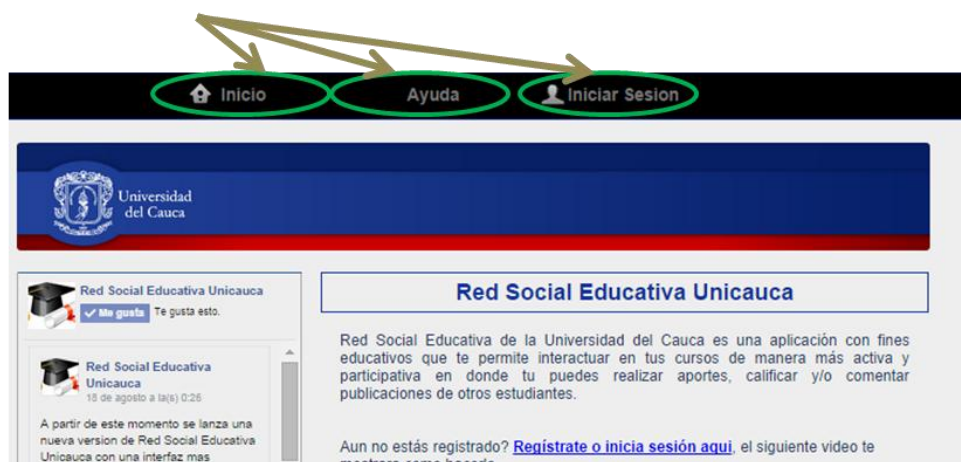 Inicio Ayuda Iniciar Sesion
Universidad
del Cauca
Red Social Educativa Unicauca
Me gusta Te gusta esto.
Red Social Educativa
Unicauca
18 de agosto a la(s) 0:26
A partir de este momento se lanza una
nueva version de Red Social Educativa
Unicauca con una interfaz mas
Red Social Educativa Unicauca
Red Social Educativa de la Universidad del Cauca es una aplicación con fines
educativos que te permite interactuar en tus cursos de manera más activa y
participativa en donde tu puedes realizar aportes, calificar y/o comentar
publicaciones de otros estudiantes.
Aun no estás registrado? Regístrate o inicia sesión aqui, el siguiente video te